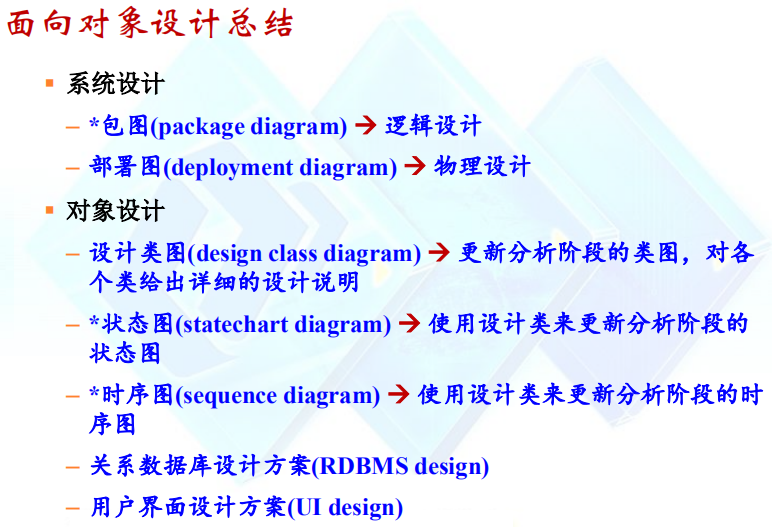 面向对象设计总结
▪ 系统设计
– *包图(package diagram) → 逻辑设计
– 部署图(deployment diagram) → 物理设计
▪ 对象设计
– 设计类图(design class diagram) → 更新分析阶段的类图，对各
个类给出详细的设计说明
– *状态图(statechart diagram) → 使用设计类来更新分析阶段的
状态图
– *时序图(sequence diagram) → 使用设计类来更新分析阶段的时
序图
– 关系数据库设计方案(RDBMS design)
– 用户界面设计方案(UI design)